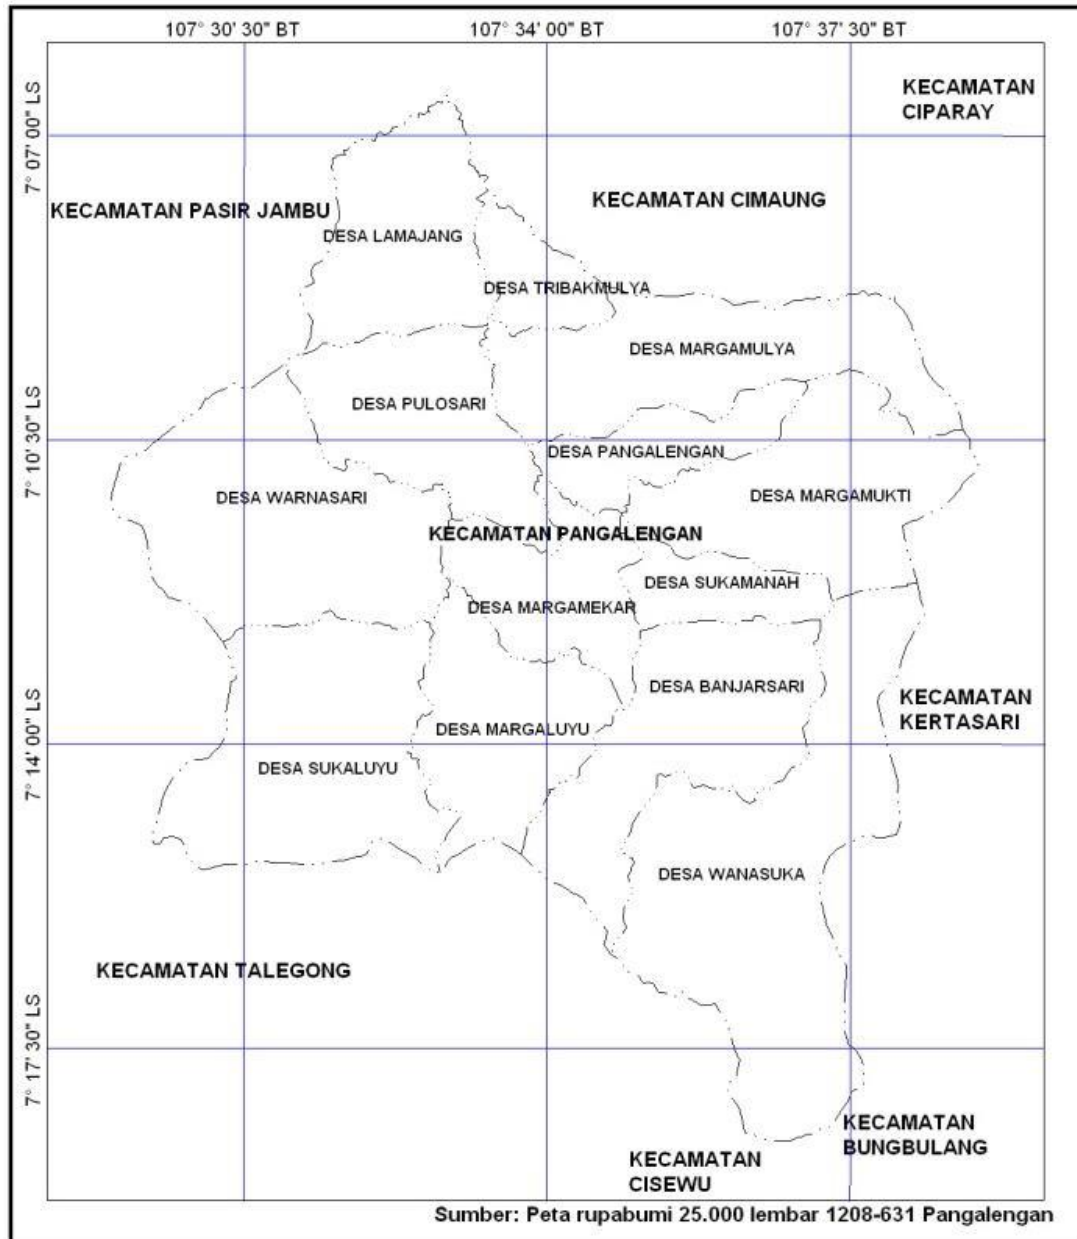 107° 30' 30" BT
107° 34' 00" BT
107° 37' 30" BT
KECAMATAN
CIPARAY
7° 07' 00" LS
KECAMATAN PASIR JAMBU
KECAMATAN CIMAUNG
DESA LAMAJANG
DESA TRIBAKMULYA
DESA MARGAMULYA
DESA PULOSARI
7° 10' 30" LS
DESA PANGALENGAN
DESA WARNASARI
DESA MARGAMUKTI
KECAMATAN PANGALENGAN
DESA SUKAMANAH
DESA MARGAMEKAR
DESA BANJARSARI
KECAMATAN
KERTASARI
DESA MARGALUYU
7° 14' 00" LS
DESA SUKALUYU
DESA WANASUKA
KECAMATAN TALEGONG
7° 17' 30" LS
KECAMATAN
BUNGBULANG
KECAMATAN
CISEWU
Sumber: Peta rupabumi 25.000 lembar 1208-631 Pangalengan